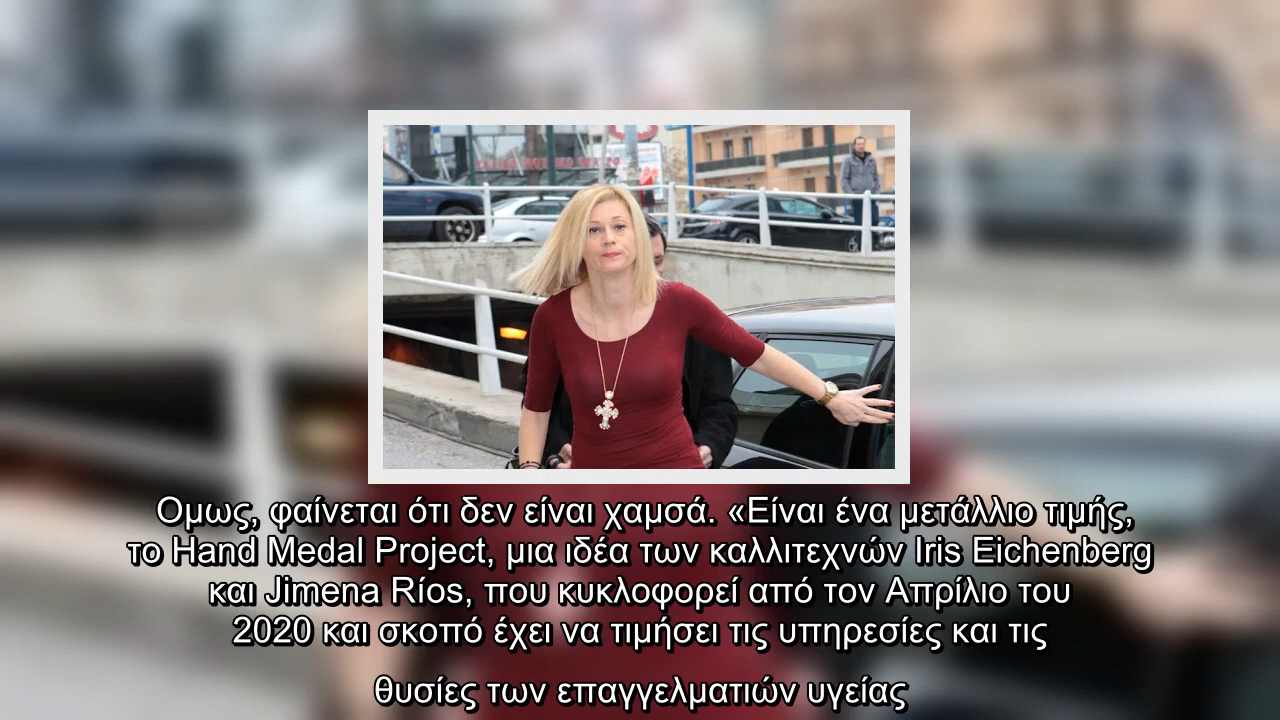 Ομως, φαίνεται ότι δεν είναι χαμσά. «Είναι ένα μετάλλιο τιμής,
το Hand Medal Project, μια ιδέα των καλλιτεχνών Iris Eichenberg
και Jimena Ríos, που κυκλοφορεί από τον Απρίλιο του
2020 και σκοπό έχει να τιμήσει τις υπηρεσίες και τις
θυσίες των επαγγελματιών υγείας